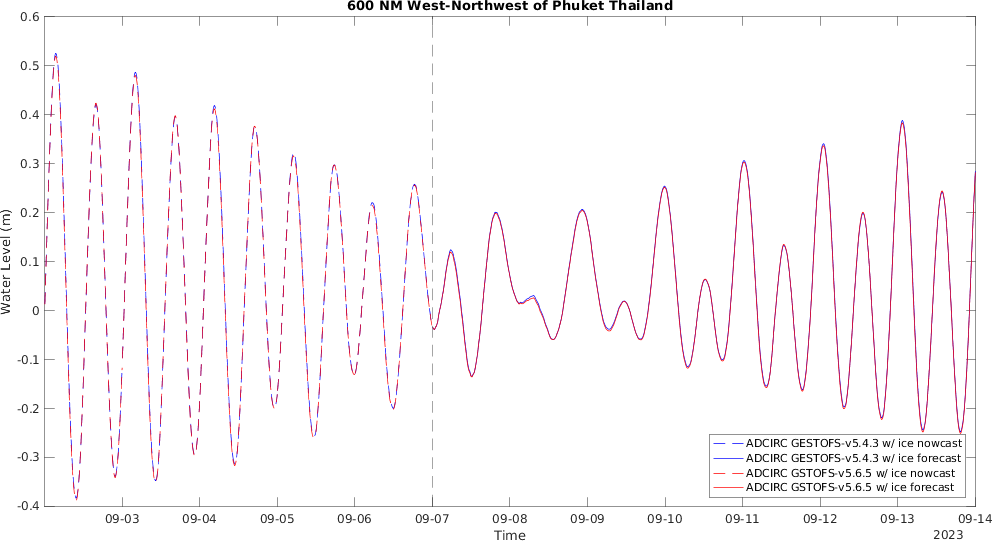 600 NM West-Northwest of Phuket Thailand
0.6
0.5
0.4
0.3
0.2
0.1
0
-0.1
-0.2
-0.3
-0.4
Water Level (m)
ADCIRC GESTOFS-v5.4.3 w/ ice nowcast
ADCIRC GESTOFS-v5.4.3 w/ ice forecast
ADCIRC GSTOFS-v5.6.5 w/ ice nowcast
ADCIRC GSTOFS-v5.6.5 w/ ice forecast
09-03 09-04 09-05 09-06 09-07 09-08 09-09 09-10 09-11 09-12 09-13 09-14
Time
2023